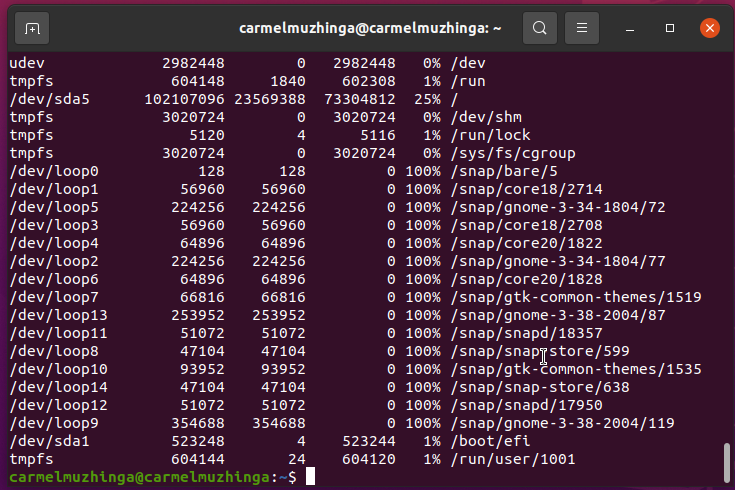 carmelmuzhinga@carmelmuzhinga: ~
udev 2982448 0 2982448 0% /dev
tmpfs 604148 1840 602308 1% /run
/dev/sda5 102107096 23569388 73304812 25% /
tmpfs 3020724 0 3020724 0% /dev/shm
tmpfs 5120 4 5116 1% /run/lock
tmpfs 3020724 0 3020724 0% /sys/fs/cgroup
/dev/loop0 128 128 0 100% /snap/bare/5
/dev/loop1 56960 56960 0 100% /snap/core18/2714
/dev/loop5 224256 224256 0 100% /snap/gnome-3-34-1804/72
/dev/loop3 56960 56960 0 100% /snap/core18/2708
/dev/loop4 64896 64896 0 100% /snap/core20/1822
/dev/loop2 224256 224256 0 100% /snap/gnome-3-34-1804/77
/dev/loop6 64896 64896 0 100% /snap/core20/1828
/dev/loop7 66816 66816 0 100% /snap/gtk-common-themes/1519
/dev/loop13 253952 253952 0 100% /snap/gnome-3-38-2004/87
/dev/loop11 51072 51072 0 100% /snap/snapd/18357
/dev/loop8 47104 47104 0 100% /snap/snap-store/599
/dev/loop10 93952 93952 0 100% /snap/gtk-common-themes/1535
/dev/loop14 47104 47104 0 100% /snap/snap-store/638
/dev/loop12 51072 51072 0 100% /snap/snapd/17950
/dev/loop9 354688 354688 0 100% /snap/gnome-3-38-2004/119
/dev/sda1 523248 4 523244 1% /boot/efi
tmpfs 604144 24 604120 1% /run/user/1001
carmelmuzhinga@carmelmuzhinga:~$